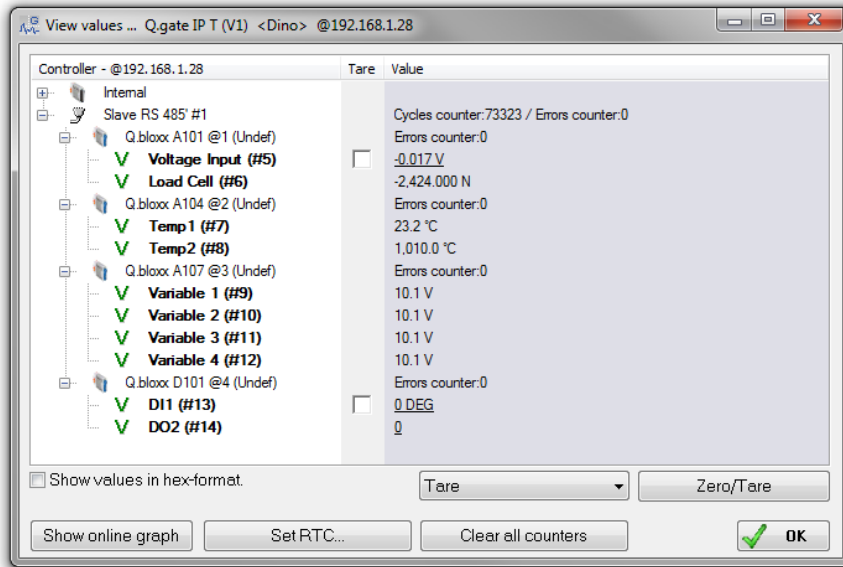 View values ... Q.gate IP T (V1) <Dino> @192.168.1.28
Controller - @192.168.1.28 Tare Value
Internal
Slave RS 485' #1 Cycles counter:73323 / Errors counter:0
Q.bloxx A101 @1 (Undef) Errors counter:0
V Voltage Input (#5) -0.017 V
V Load Cell (#6) -2,424.000 N
Q.bloxx A104 @2 (Undef) Errors counter:0
V Temp1 (#7) 23.2 °C
V Temp2 (#8) 1,010.0 °C
Q.bloxx A107 @3 (Undef) Errors counter:0
V Variable 1 (#9) 10.1 V
V Variable 2 (#10) 10.1 V
V Variable 3 (#11) 10.1 V
V Variable 4 (#12) 10.1 V
Q.bloxx D101 @4 (Undef) Errors counter:0
V DI1 (#13) 0 DEG
V DO2 (#14) 0
Show values in hex-format. Tare Zero/Tare
Show online graph Set RTC... Clear all counters OK